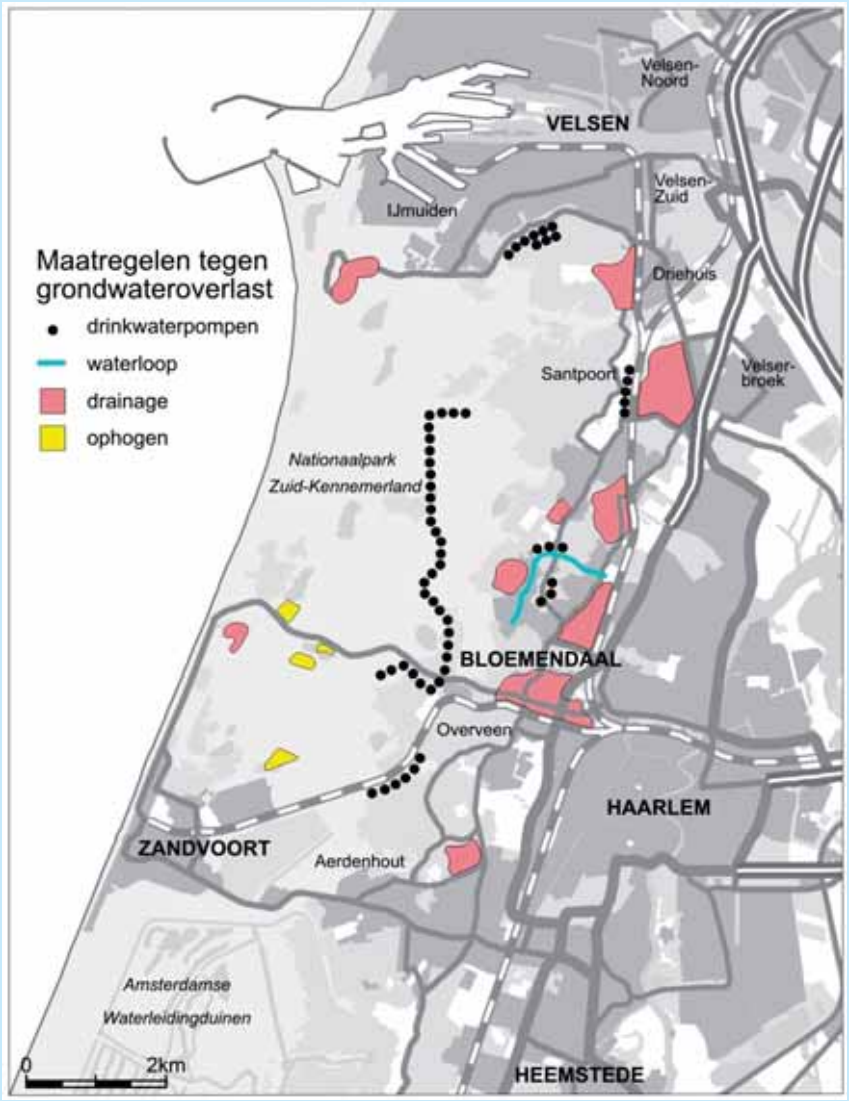 Velsen-
Noord
VELSEN
Velsen-
Zuid
IJmuiden
Maatregelen tegen
grondwateroverlast
drinkwaterpompen
waterloop
drainage
ophogen
Driehuis
Santpoort
Velser-
broek
Nationaalpark
Zuid-Kennemerland
BLOEMENDAAL
Overveen
HAARLEM
ZANDVOORT
Aerdenhout
Amsterdamse
Waterleidingduinen
0 2km
HEEMSTEDE